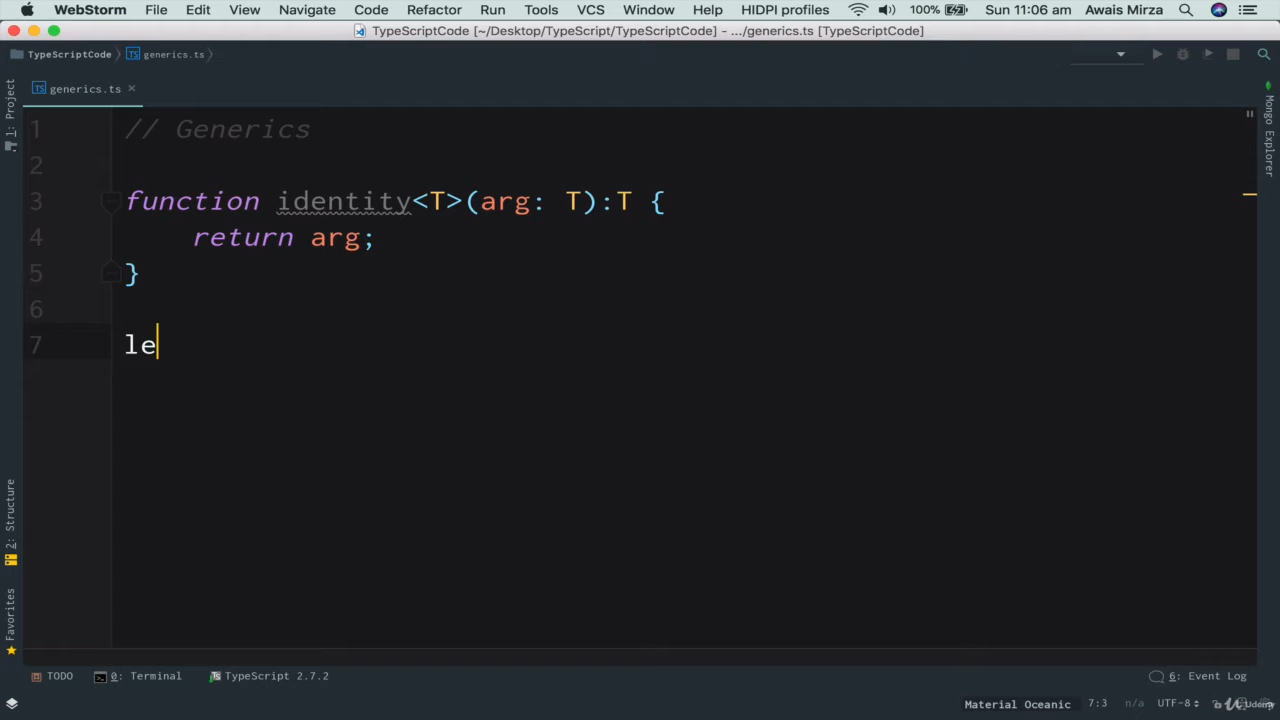 WebStorm File Edit View Navigate Code Refactor Run Tools VCS Window Help HIDPI profiles 100% Sun 11:06 am Awais Mirza
TypeScriptCode [~/Desktop/TypeScript/TypeScriptCode] - .../generics.ts [TypeScriptCode]
TypeScriptCode generics.ts
generics.ts
1: Project
Mongo Explorer
1 // Generics
2
3 function identity<T>(arg: T):T {
4 return arg;
5 }
6
7 le
2: Structure
Favorites
TODO 0: Terminal TypeScript 2.7.2 6: Event Log
Material Oceanic 7:3 n/a UTF-8 Udemy